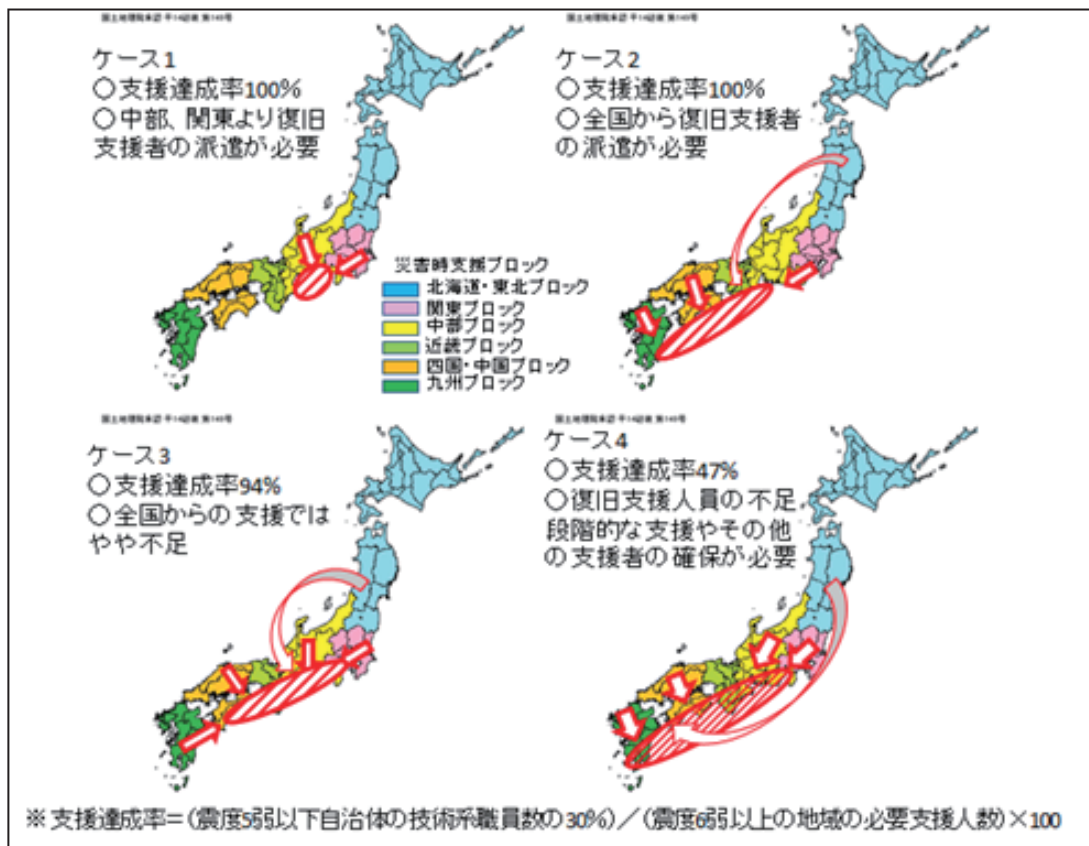 ケース1
○支援達成率100%
○中部、関東より復旧
支援者の派遣が必要
ケース2
○支援達成率100%
○全国から復旧支援者
の派遣が必要
災害時支援ブロック
北海道・東北ブロック
関東ブロック
中部ブロック
近畿ブロック
四国・中国ブロック
九州ブロック
ケース3
○支援達成率94%
○全国からの支援では
やや不足
ケース4
○支援達成率47%
○復旧支援人員の不足
段階的な支援やその他
の支援者の確保が必要
※支援達成率=(震度5弱以下自治体の技術系職員数の30%)/(震度6弱以上の地域の必要支援人数)×100